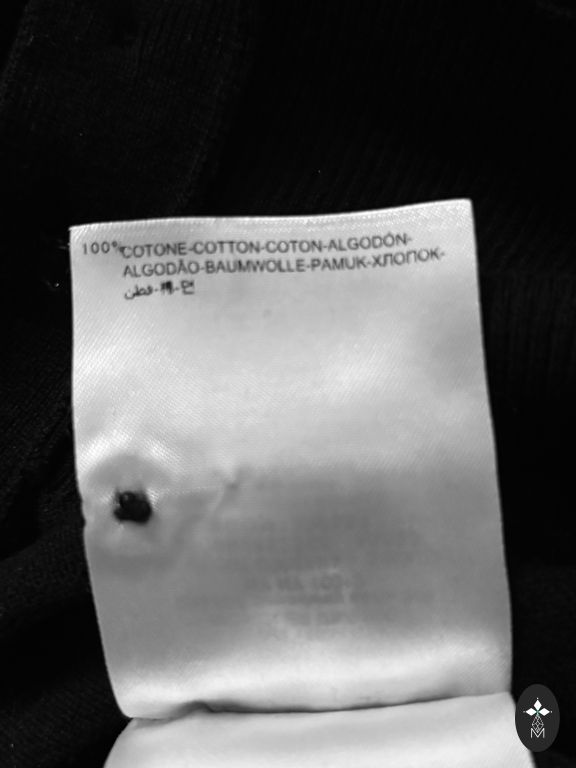 100% COTONE-COTTON-COTON-ALGODÓN-
ALGODÃO-BAUMWOLLE-PAMUK-ХЛОПОК-
قطن-棉-면
M